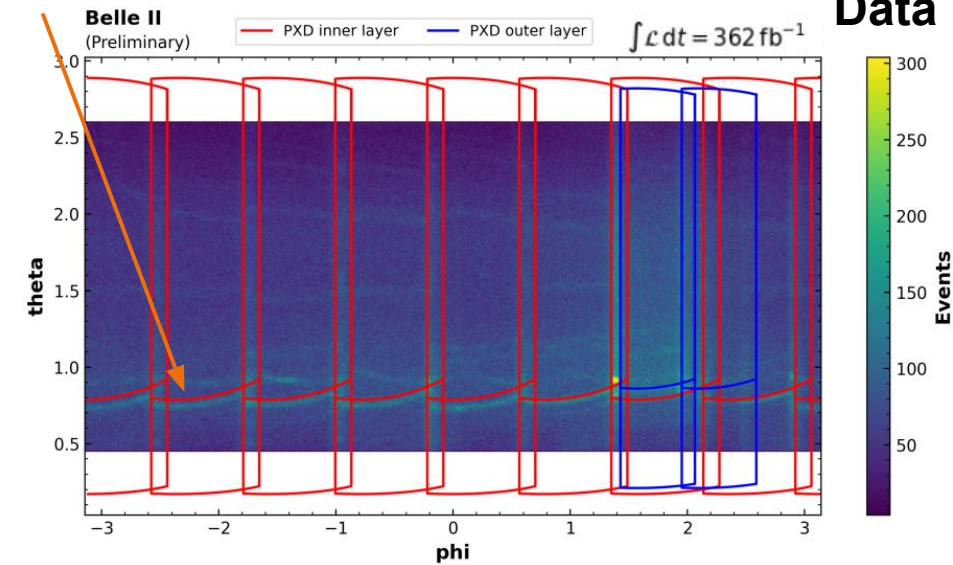 Data
Belle II
(Preliminary)
PXD inner layer
PXD outer layer
∫ℒ dt = 362 fb⁻¹
3.0
2.5
2.0
1.5
1.0
0.5
theta
−3 −2 −1 0 1 2 3
phi
300
250
200
150
100
50
Events